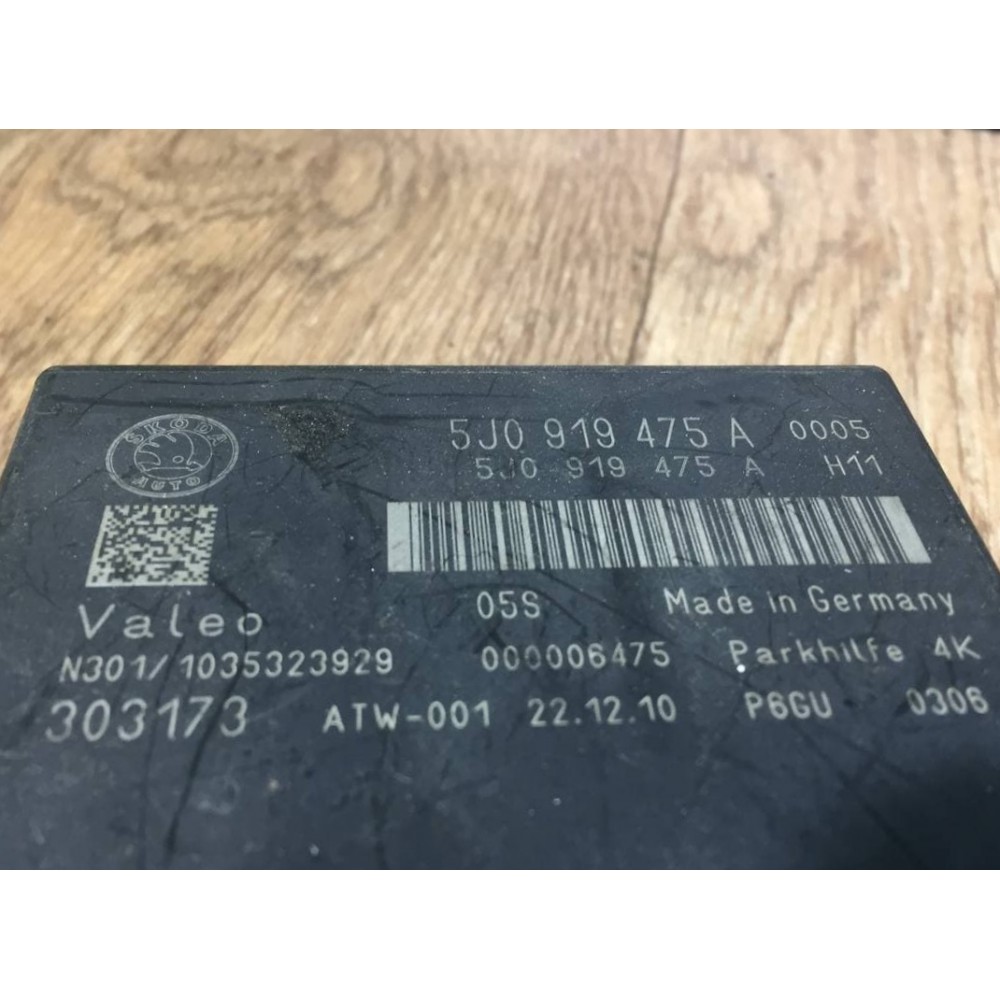 SKODA
AUTO
5J0 919 475 A 0005
5J0 919 475 A H11
Valeo 05S Made in Germany
N301/1035323929 000006475 Parkhilfe 4K
303173 ATW-001 22.12.10 P6GU 0306